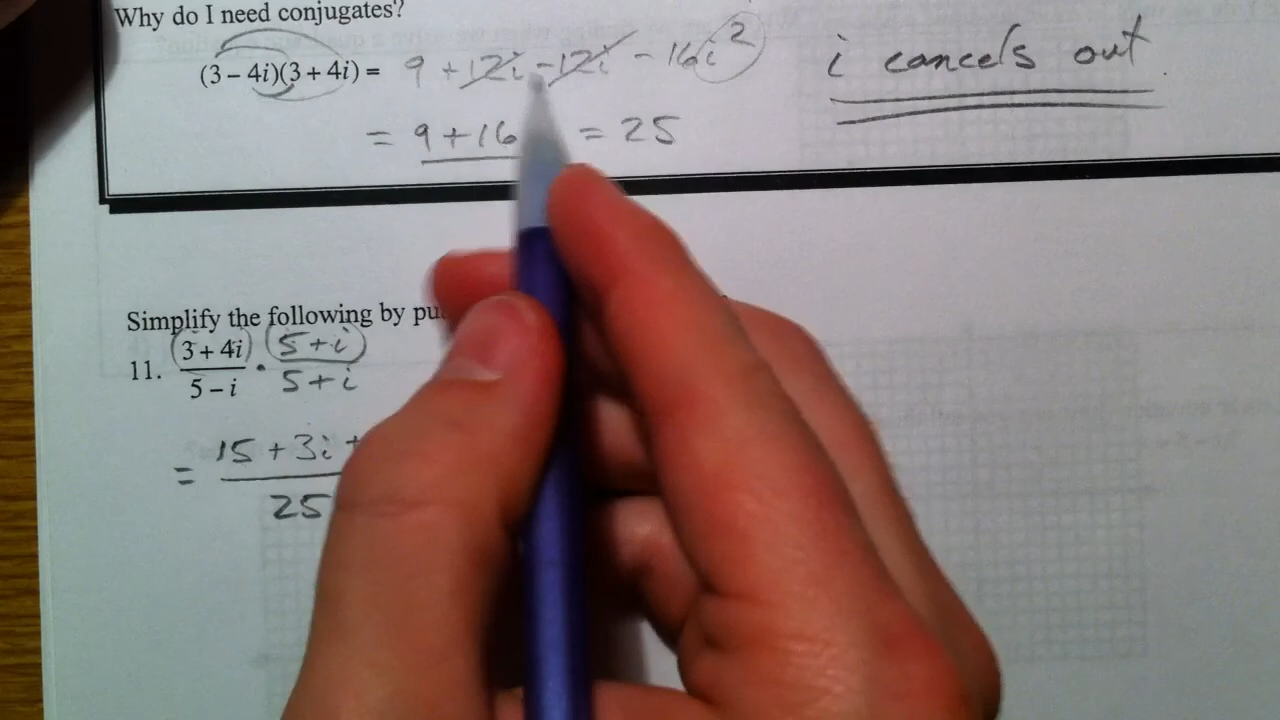 Why do I need conjugates?
(3 – 4i)(3 + 4i) = 9 + 12i - 12i - 16i² i cancels out.
= 9 + 16 = 25
Simplify the following by
11. (3 + 4i)/(5 – i) · (5 + i)/(5 + i)
= 15 + 3i +
25